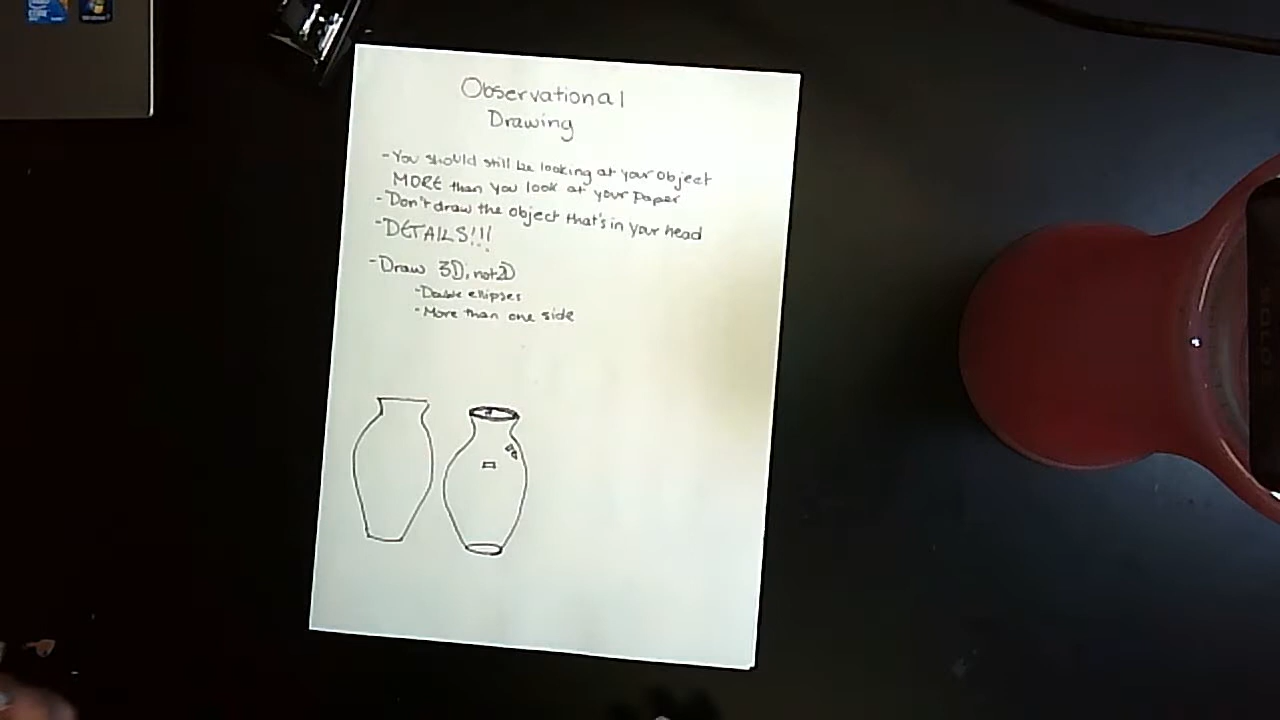 Observational
Drawing
-You should still be looking at your object
MORE than you look at your paper
-Don't draw the object that's in your head
-DETAILS!!!
-Draw 3D, not 2D
-Double ellipses
-More than one side